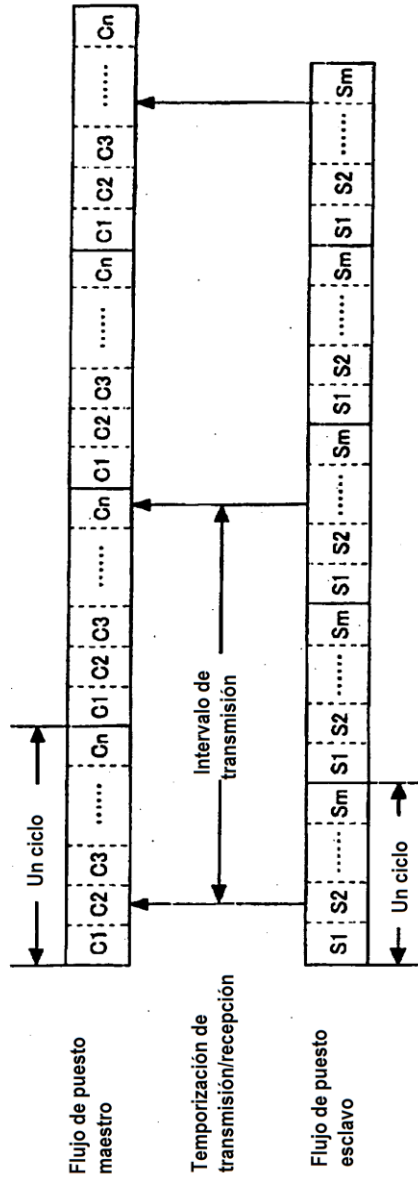 Un ciclo
Flujo de puesto
maestro
C1 C2 C3 ...... Cn C1 C2 C3 ...... Cn C1 C2 C3 ...... Cn C1 C2 C3 ...... Cn
Temporización de
transmisión/recepción
Intervalo de
transmisión
Flujo de puesto
esclavo
S1 S2 ...... Sm S1 S2 ...... Sm S1 S2 ...... Sm S1 S2 ...... Sm S1 S2 ...... Sm
Un ciclo